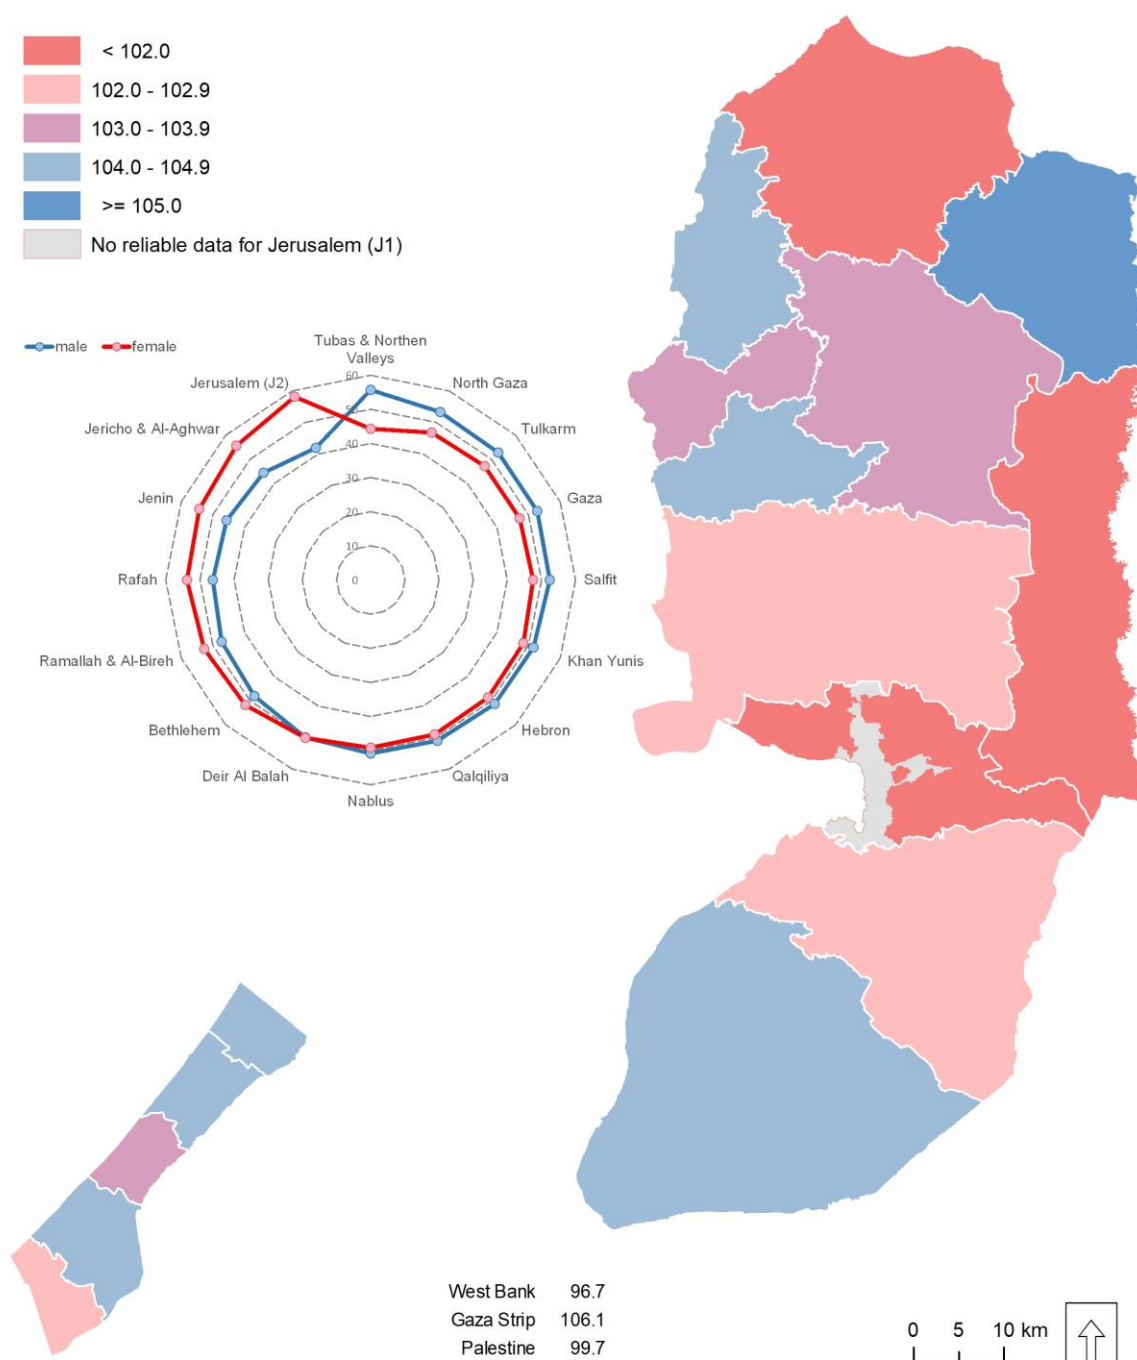 < 102.0
102.0 - 102.9
103.0 - 103.9
104.0 - 104.9
>= 105.0
No reliable data for Jerusalem (J1)
male female
Tubas & Northen
Valleys
North Gaza
Tulkarm
Gaza
Salfit
Khan Yunis
Hebron
Qalqiliya
Nablus
Deir Al Balah
Bethlehem
Ramallah & Al-Bireh
Rafah
Jenin
Jericho & Al-Aghwar
Jerusalem (J2)
60
50
40
30
20
10
0
West Bank 96.7
Gaza Strip 106.1
Palestine 99.7
0 5 10 km